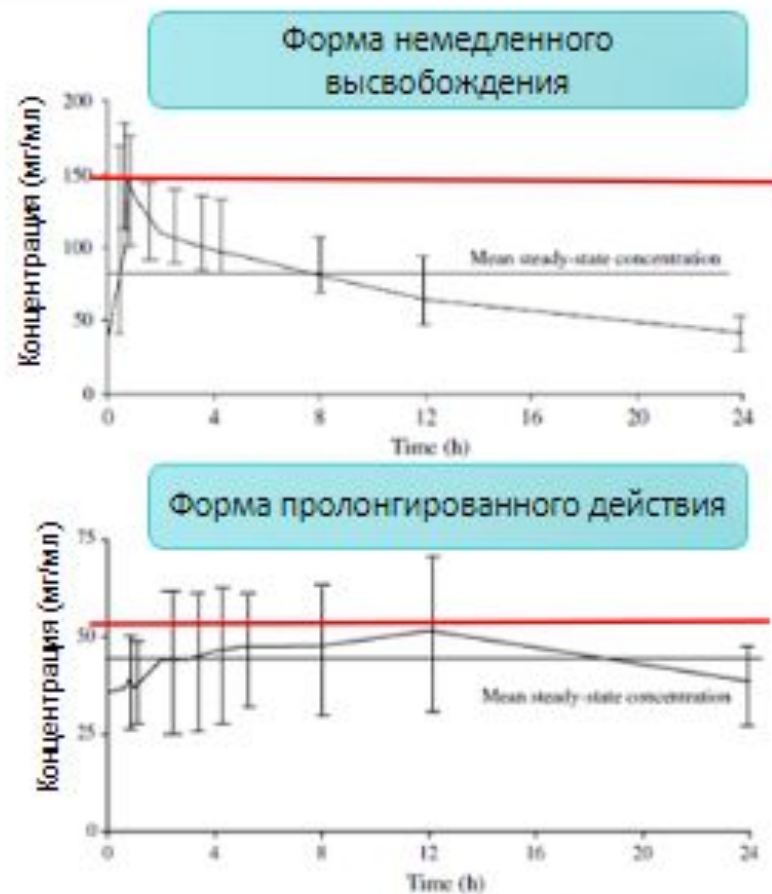 Форма немедленного
высвобождения
Концентрация (мг/мл)
200
150
100
50
0
Mean steady-state concentration
0 4 8 12 16 20 24
Time (h)
Форма пролонгированного действия
Концентрация (мг/мл)
75
50
25
0
Mean steady-state concentration
0 4 8 12 16 20 24
Time (h)